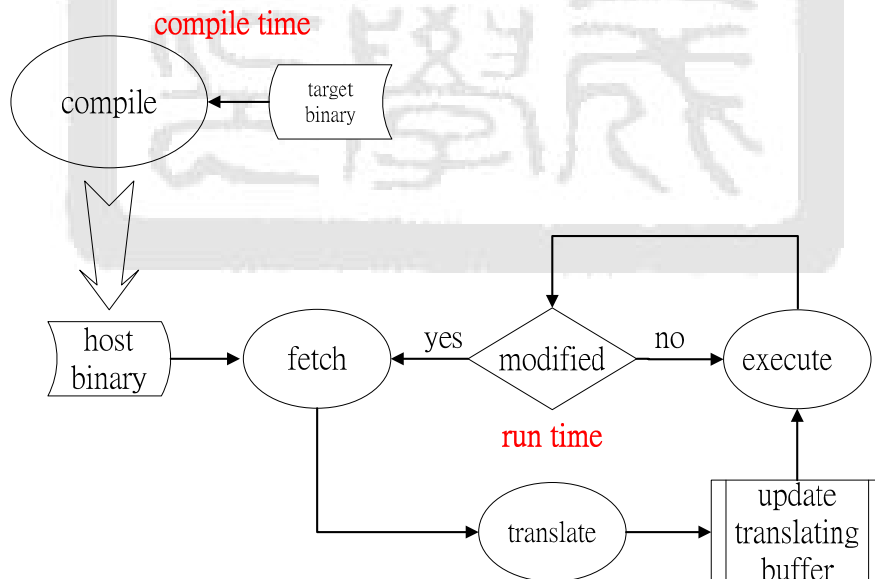 compile time
compile
target
binary
host
binary
fetch
yes
modified
no
execute
run time
translate
update
translating
buffer